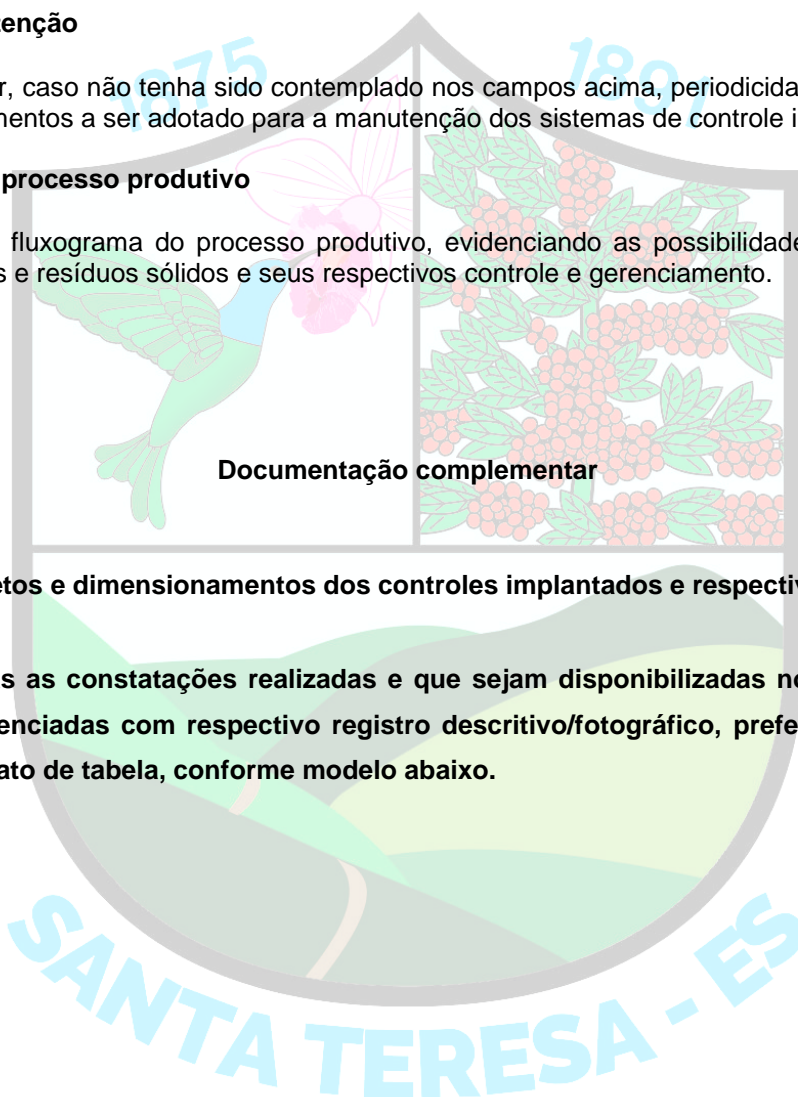 1875 1891
tenção
r, caso não tenha sido contemplado nos campos acima, periodicida
mentos a ser adotado para a manutenção dos sistemas de controle i
processo produtivo
fluxograma do processo produtivo, evidenciando as possibilidade
s e resíduos sólidos e seus respectivos controle e gerenciamento.
Documentação complementar
etos e dimensionamentos dos controles implantados e respectiv
s as constatações realizadas e que sejam disponibilizadas no
enciadas com respectivo registro descritivo/fotográfico, prefe
ato de tabela, conforme modelo abaixo.
SANTA TERESA - ES